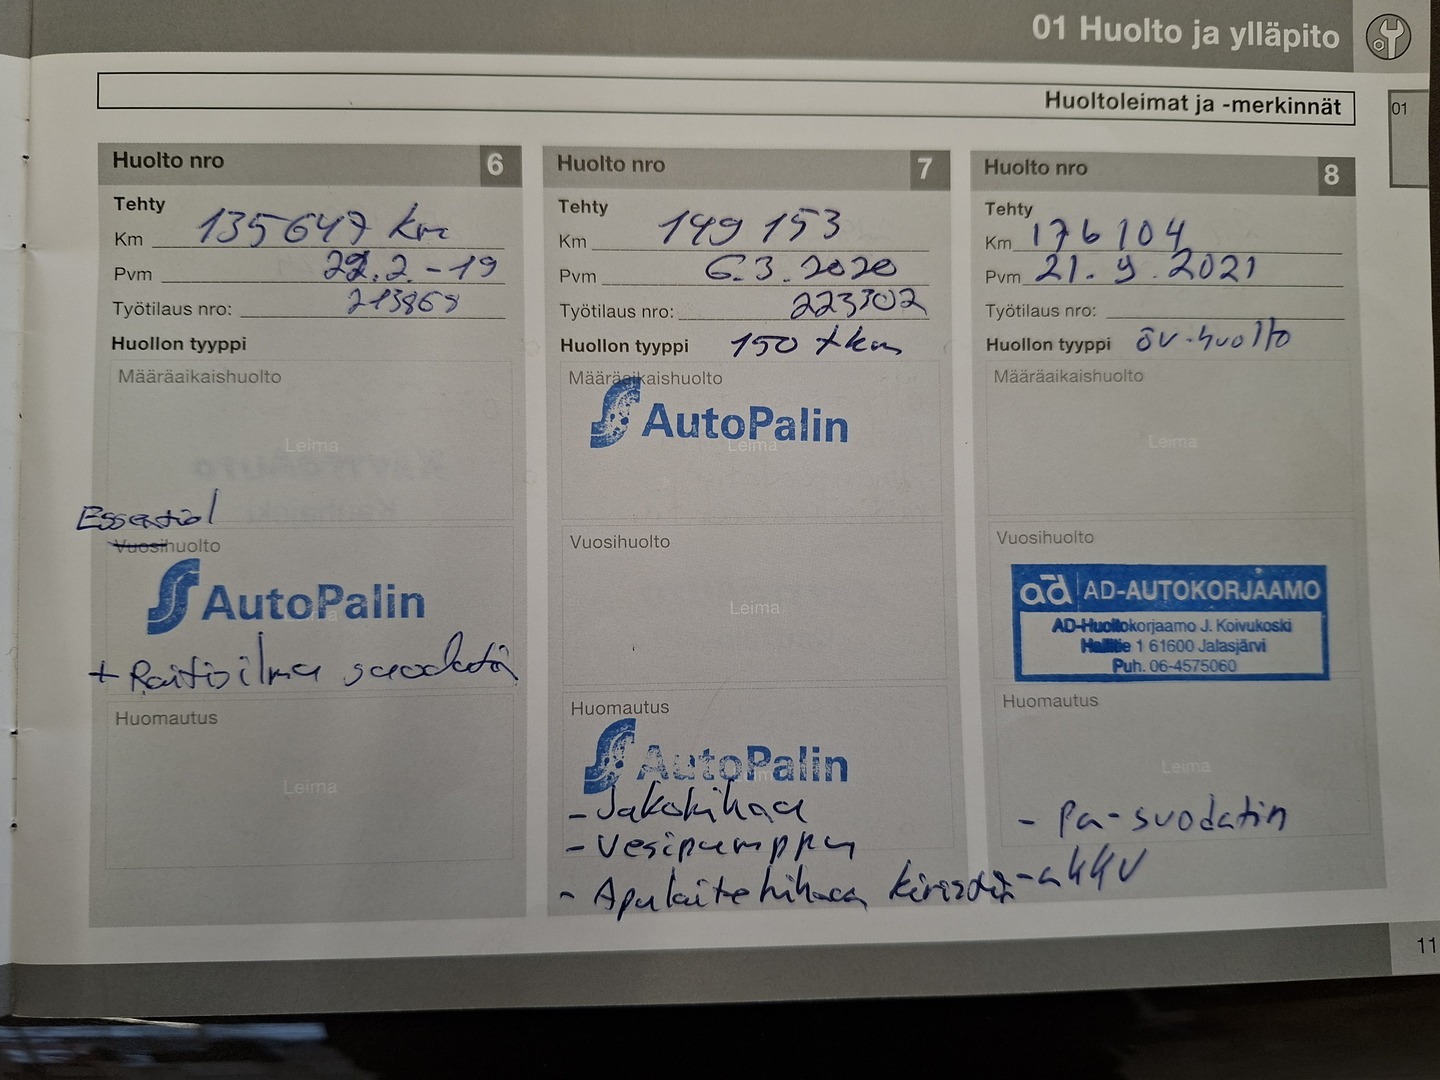 01 Huolto ja ylläpito
Huoltoleimat ja -merkinnät
01
Huolto nro 6
Tehty
Km 135647 km
Pvm 22.2.-19
Työtilaus nro: 213868
Huollon tyyppi
Määräaikaishuolto
Leima
Essential
Vuosihuolto
AutoPalin
+ Raitisilma suodatin
Huomautus
Leima
Huolto nro 7
Tehty
Km 149 153
Pvm 6.3.2020
Työtilaus nro: 223302
Huollon tyyppi 150 tkm
Määräaikaishuolto
AutoPalin
Leima
Vuosihuolto
Leima
Huomautus
AutoPalin
- Jakohihna
- Vesipumppu
- Apulaitehihna kiristin
Huolto nro 8
Tehty
Km 176 104
Pvm 21.9.2021
Työtilaus nro:
Huollon tyyppi öv-huolto
Määräaikaishuolto
Leima
Vuosihuolto
ad AD-AUTOKORJAAMO
AD-Huoltokorjaamo J. Koivukoski
Hallitie 1 61600 Jalasjärvi
Puh. 06-4575060
Huomautus
Leima
- pa-suodatin
- akku
11